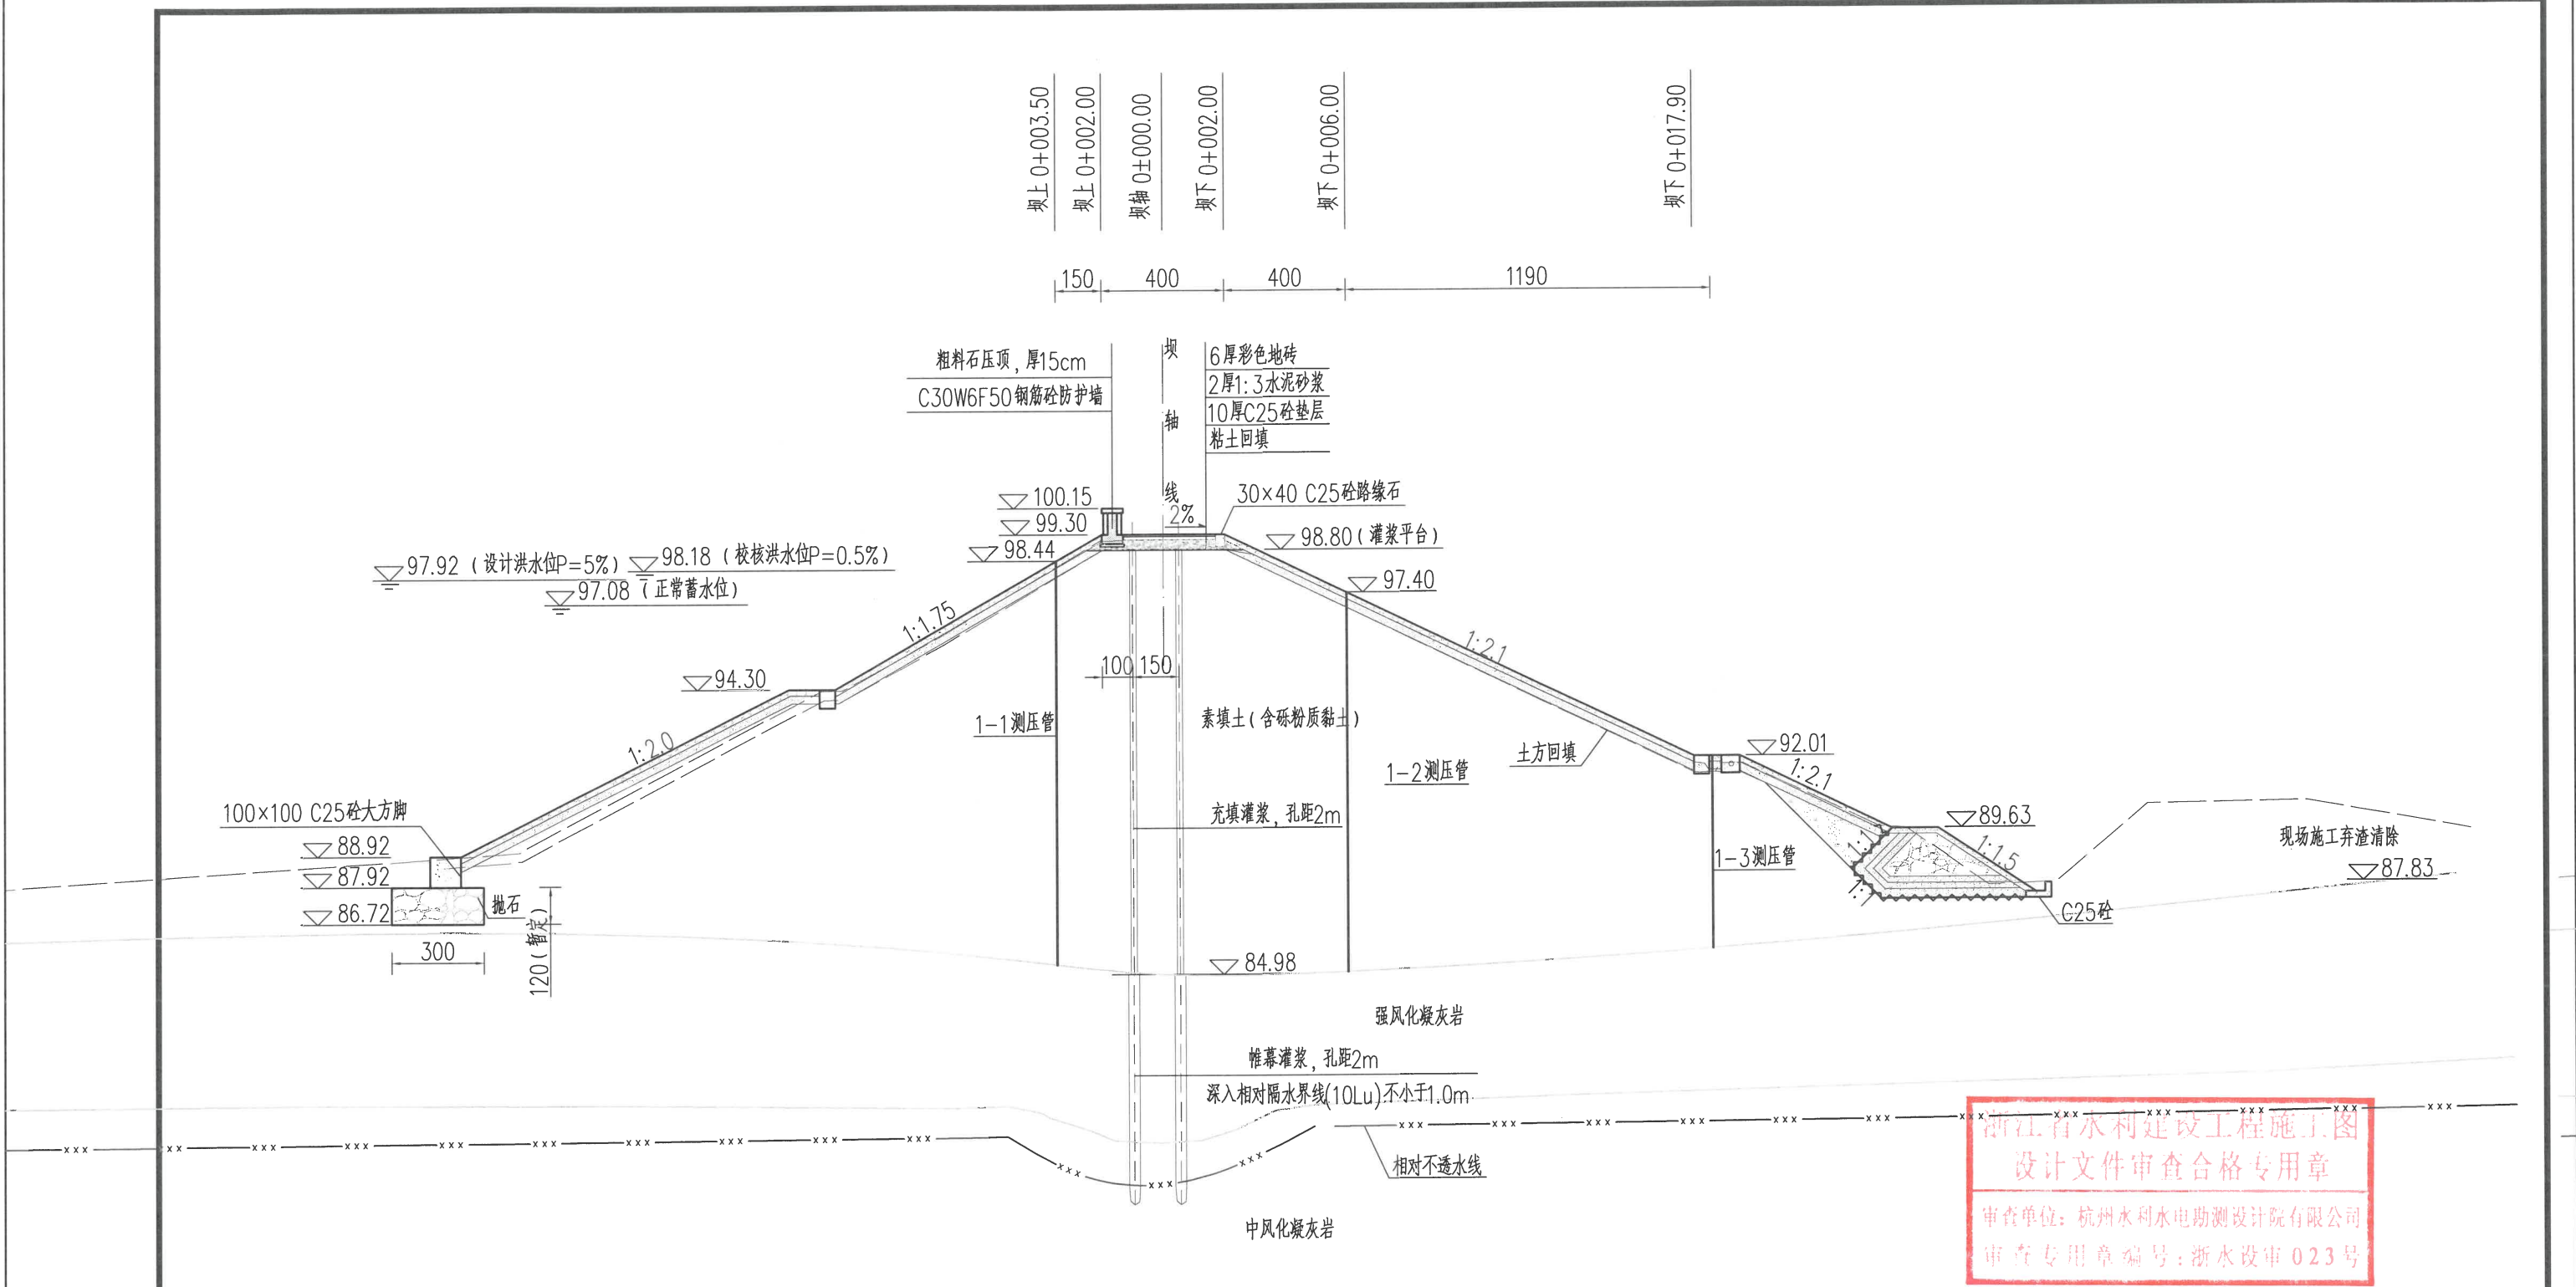 坝上 0+003.50
坝上 0+002.00
坝轴 0±000.00
坝下 0+002.00
坝下 0+006.00
坝下 0+017.90
150
400
400
1190
粗料石压顶，厚15cm
C30W6F50钢筋砼防护墙
坝轴线
6厚彩色地砖
2厚1:3水泥砂浆
10厚C25砼垫层
粘土回填
100.15
99.30
98.44
2%
30×40 C25砼路缘石
98.80（灌浆平台）
97.92（设计洪水位P=5%）
98.18（校核洪水位P=0.5%）
97.08（正常蓄水位）
97.40
1:1.75
1:2.1
94.30
100
150
1-1测压管
素填土（含砾粉质黏土）
1:2.0
1-2测压管
土方回填
92.01
1:2.1
100×100 C25砼大方脚
充填灌浆，孔距2m
89.63
88.92
87.92
86.72
抛石
1-3测压管
1:1
1:1
1:1.5
现场施工弃渣清除
87.83
C25砼
300
120（暂定）
84.98
强风化凝灰岩
帷幕灌浆，孔距2m
深入相对隔水界线(10Lu)不小于1.0m
相对不透水线
中风化凝灰岩
浙江省水利建设工程施工图
设计文件审查合格专用章
审查单位：杭州水利水电勘测设计院有限公司
审查专用章编号：浙水设审023号